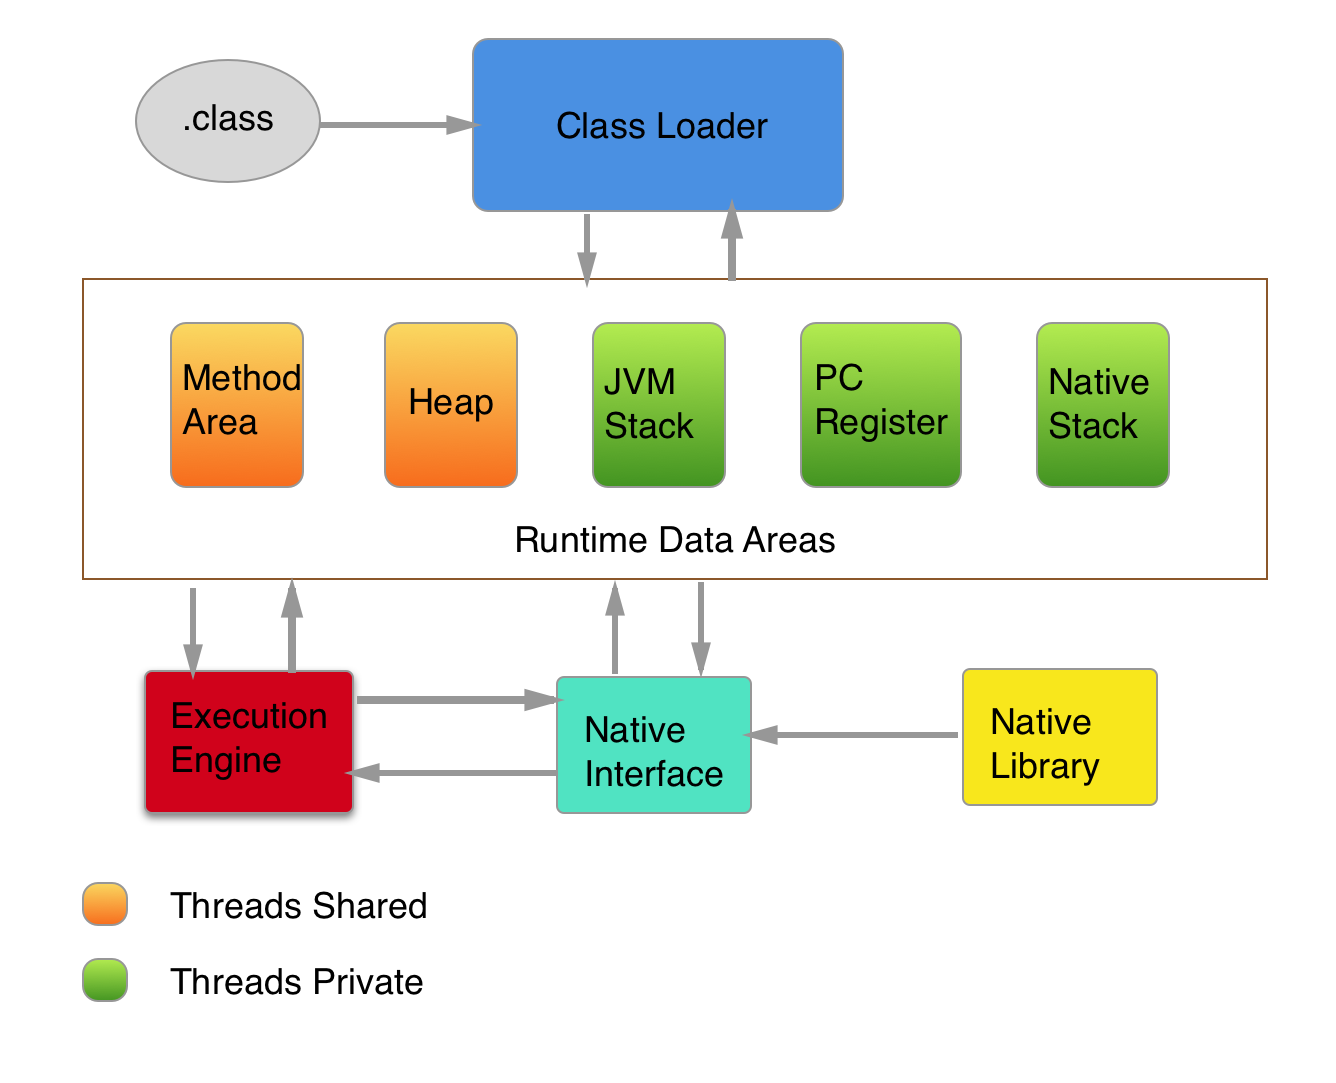 .class
Class Loader
Method
Area
Heap
JVM
Stack
PC
Register
Native
Stack
Runtime Data Areas
Execution
Engine
Native
Interface
Native
Library
Threads Shared
Threads Private